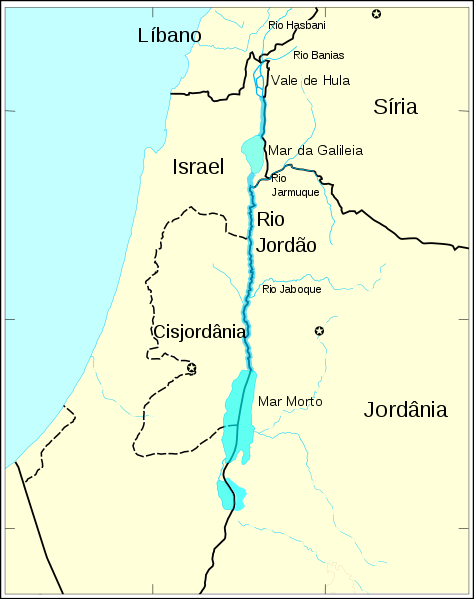 Rio Hasbani
Líbano
Rio Banias
Vale de Hula
Síria
Mar da Galileia
Israel
Rio
Jarmuque
Rio
Jordão
Rio Jaboque
Cisjordânia
Mar Morto
Jordânia